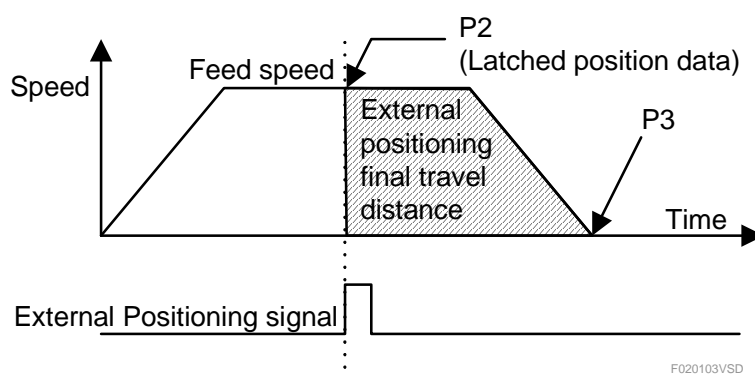 P2
(Latched position data)
Feed speed
Speed
External
positioning
final travel
distance
P3
Time
External Positioning signal
F020103VSD